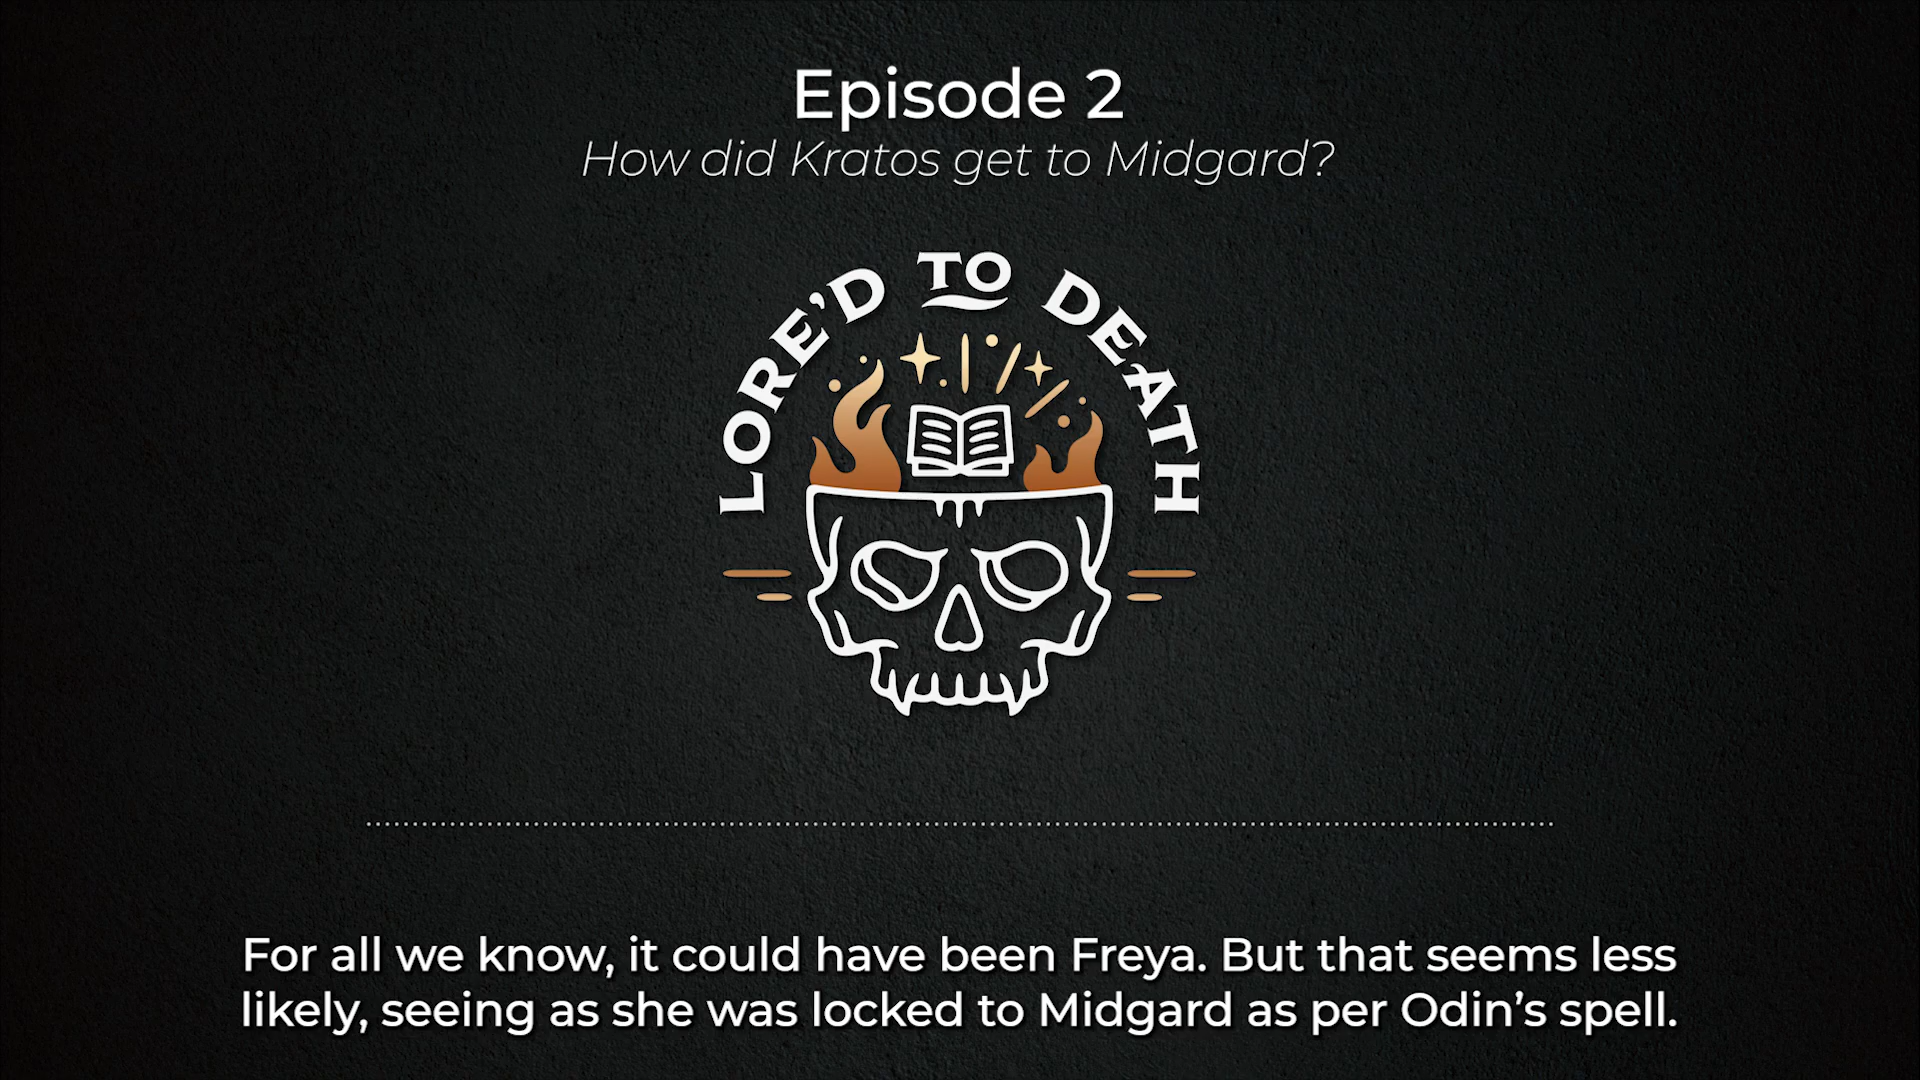 Episode 2
How did Kratos get to Midgard?
LORE’D TO DEATH
For all we know, it could have been Freya. But that seems less
likely, seeing as she was locked to Midgard as per Odin’s spell.